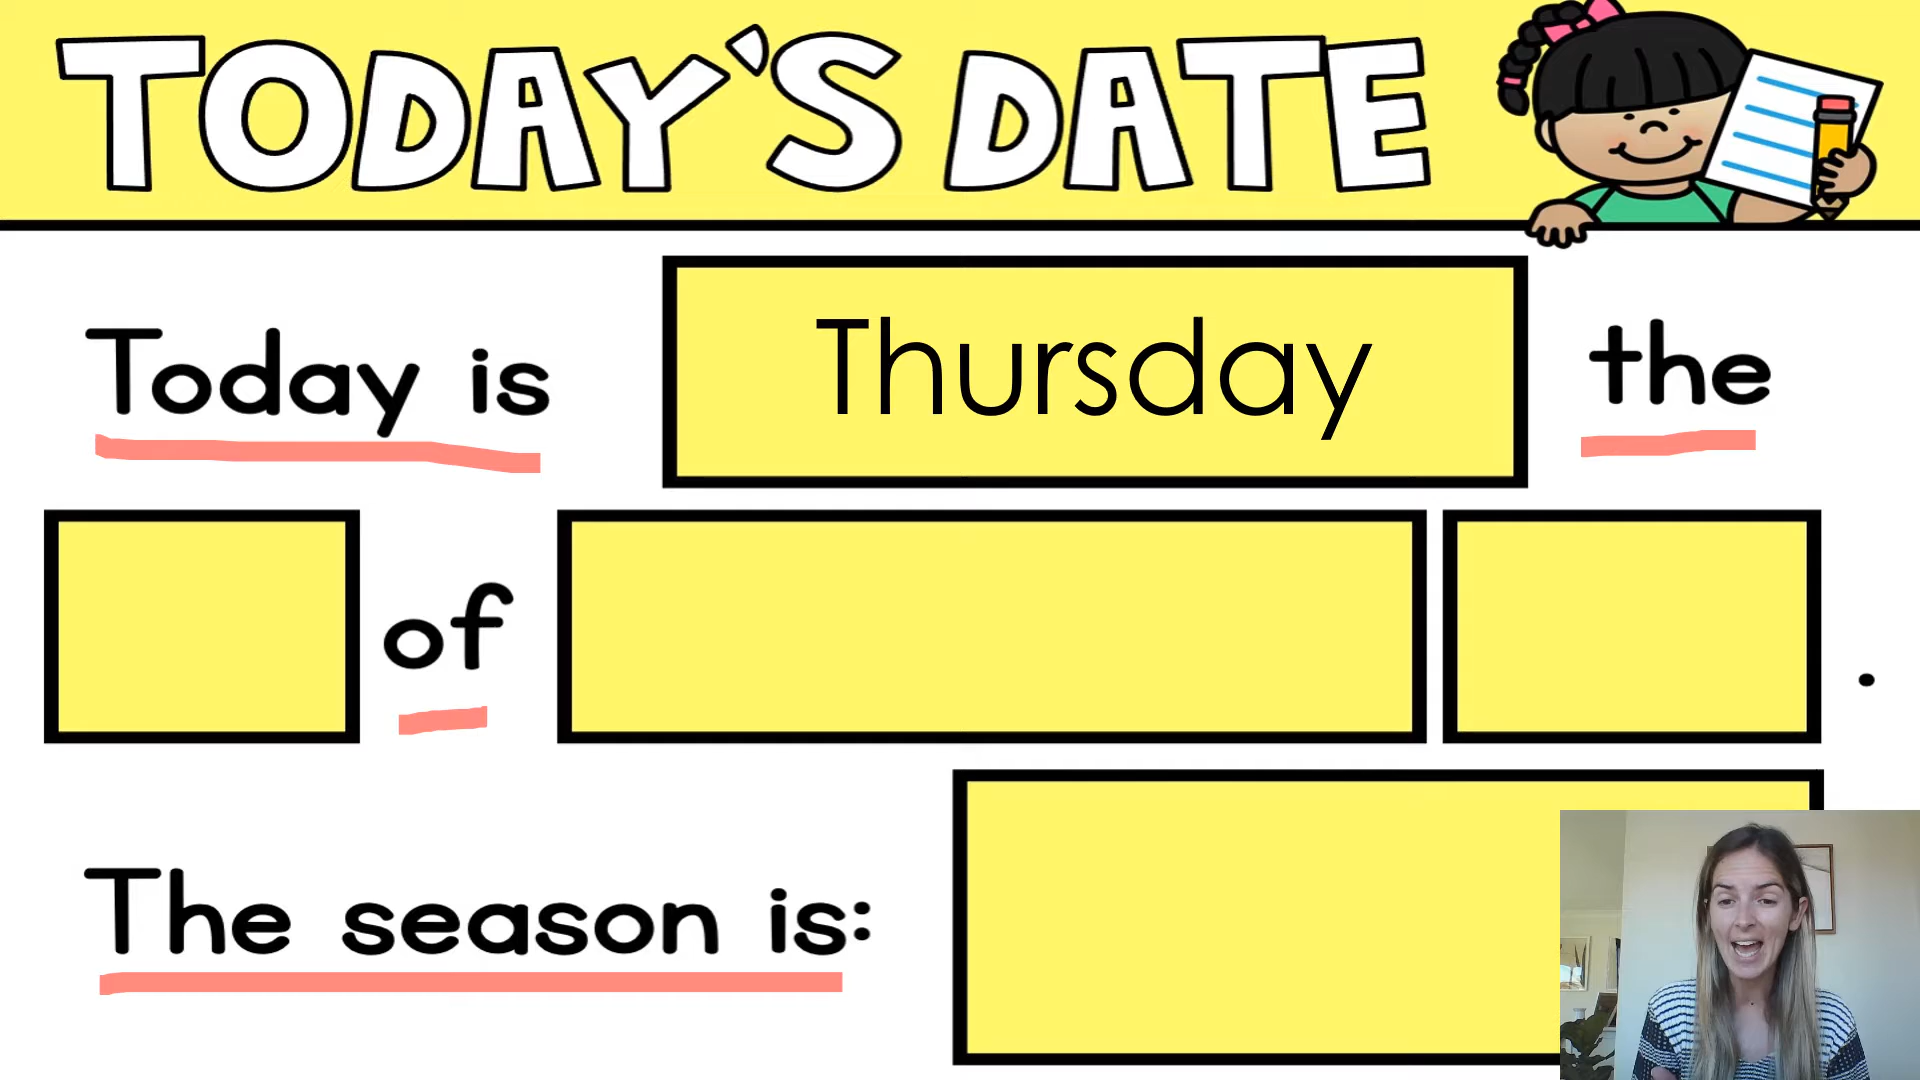 TODAY'S DATE
Today is Thursday the
of .
The season is: